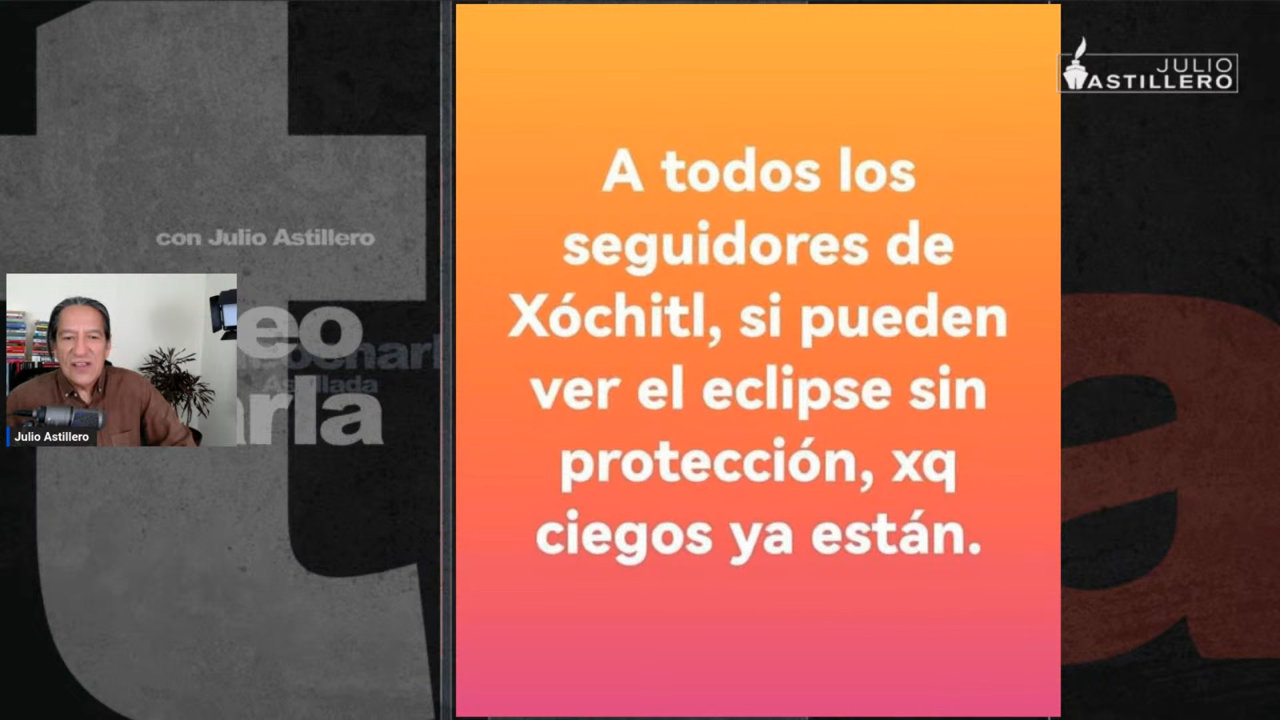 JULIO
ASTILLERO
A todos los
seguidores de
Xóchitl, si pueden
ver el eclipse sin
protección, xq
ciegos ya están.
con Julio Astillero
Astillada
Julio Astillero